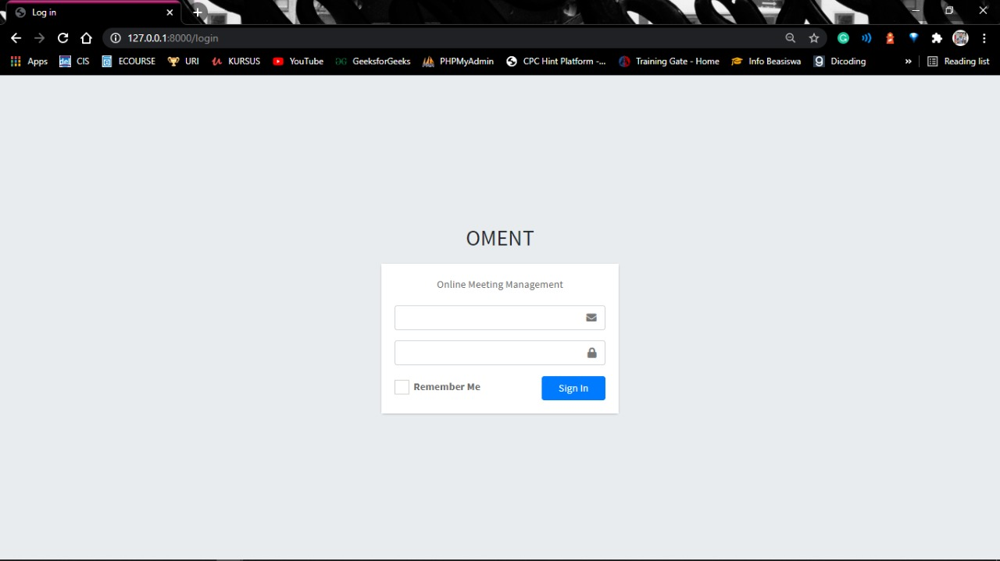 Log in
127.0.0.1:8000/login
Apps CIS ECOURSE URI KURSUS YouTube GeeksforGeeks PHPMyAdmin CPC Hint Platform -... Training Gate - Home Info Beasiswa Dicoding » Reading list
OMENT
Online Meeting Management
Remember Me Sign In